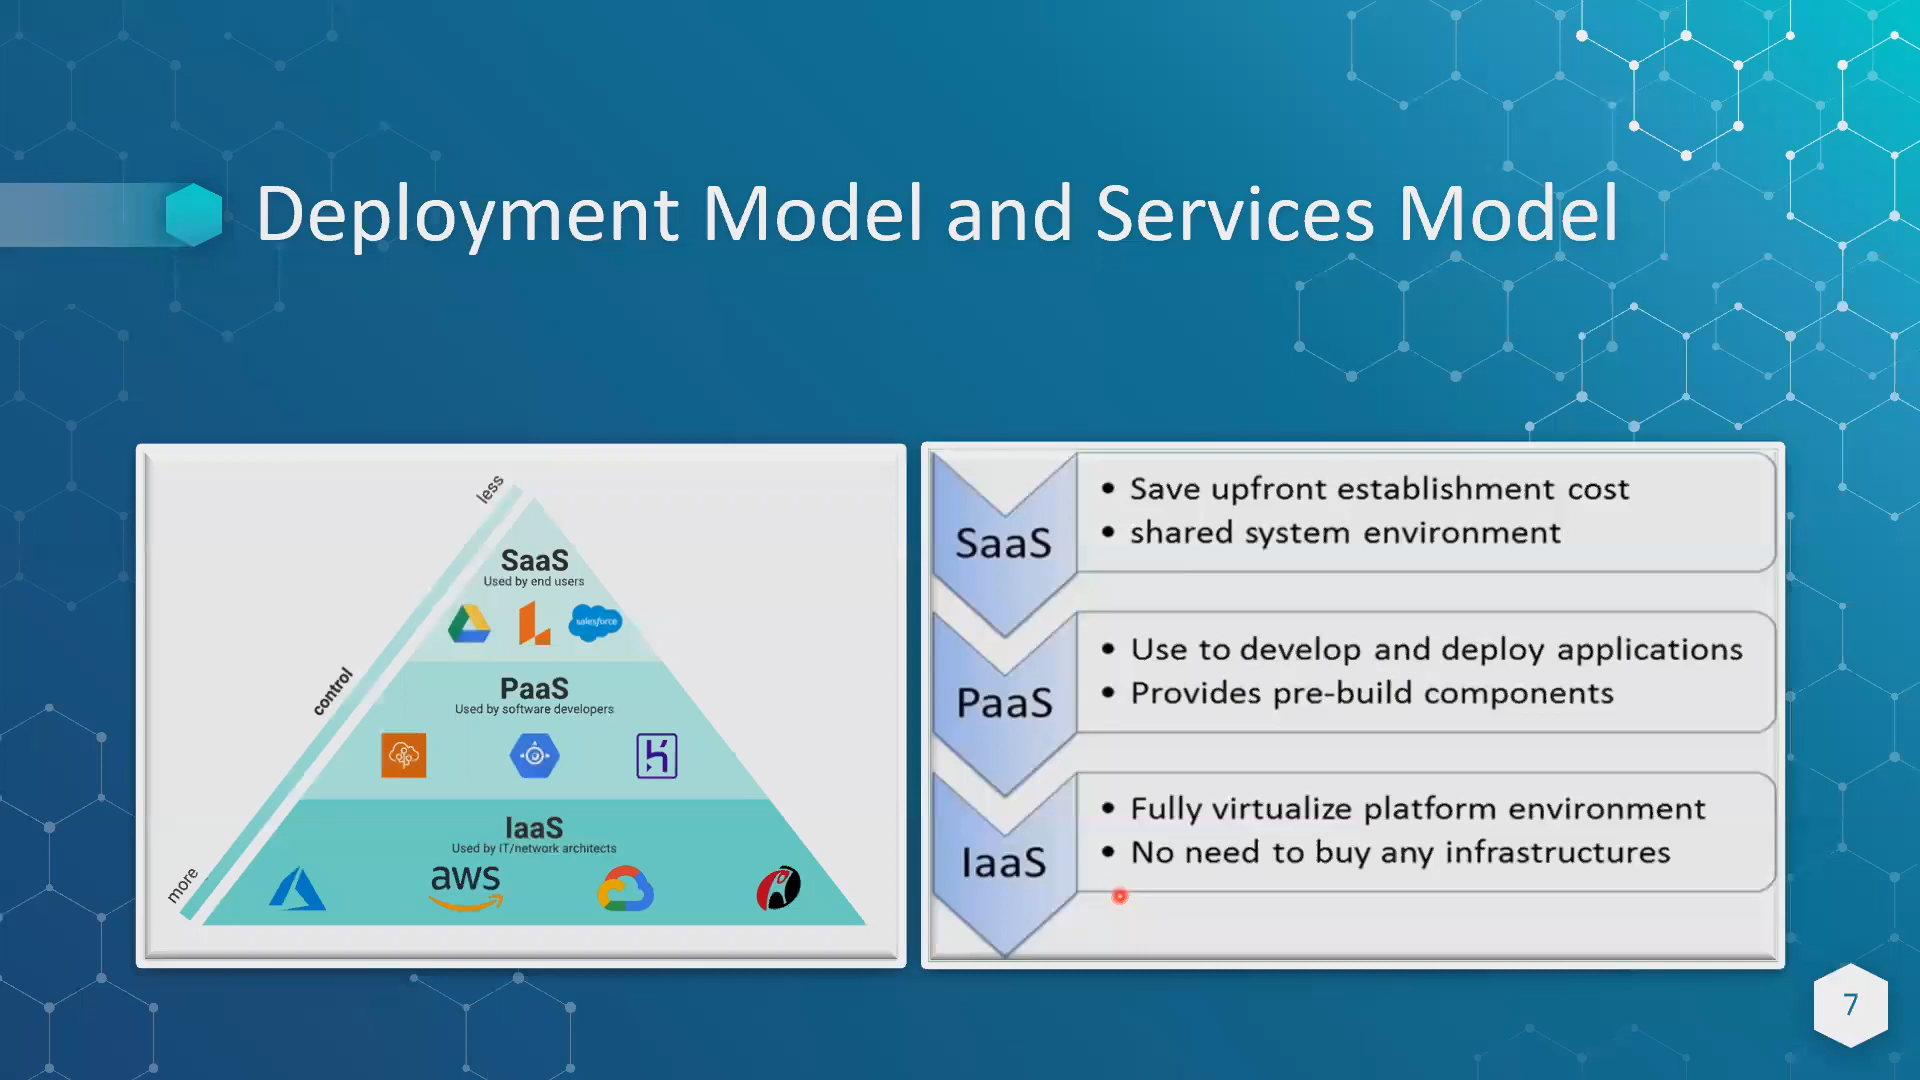 Deployment Model and Services Model
less
control
more
SaaS
Used by end users
salesforce
PaaS
Used by software developers
IaaS
Used by IT/network architects
aws
SaaS
• Save upfront establishment cost
• shared system environment
PaaS
• Use to develop and deploy applications
• Provides pre-build components
IaaS
• Fully virtualize platform environment
• No need to buy any infrastructures
7